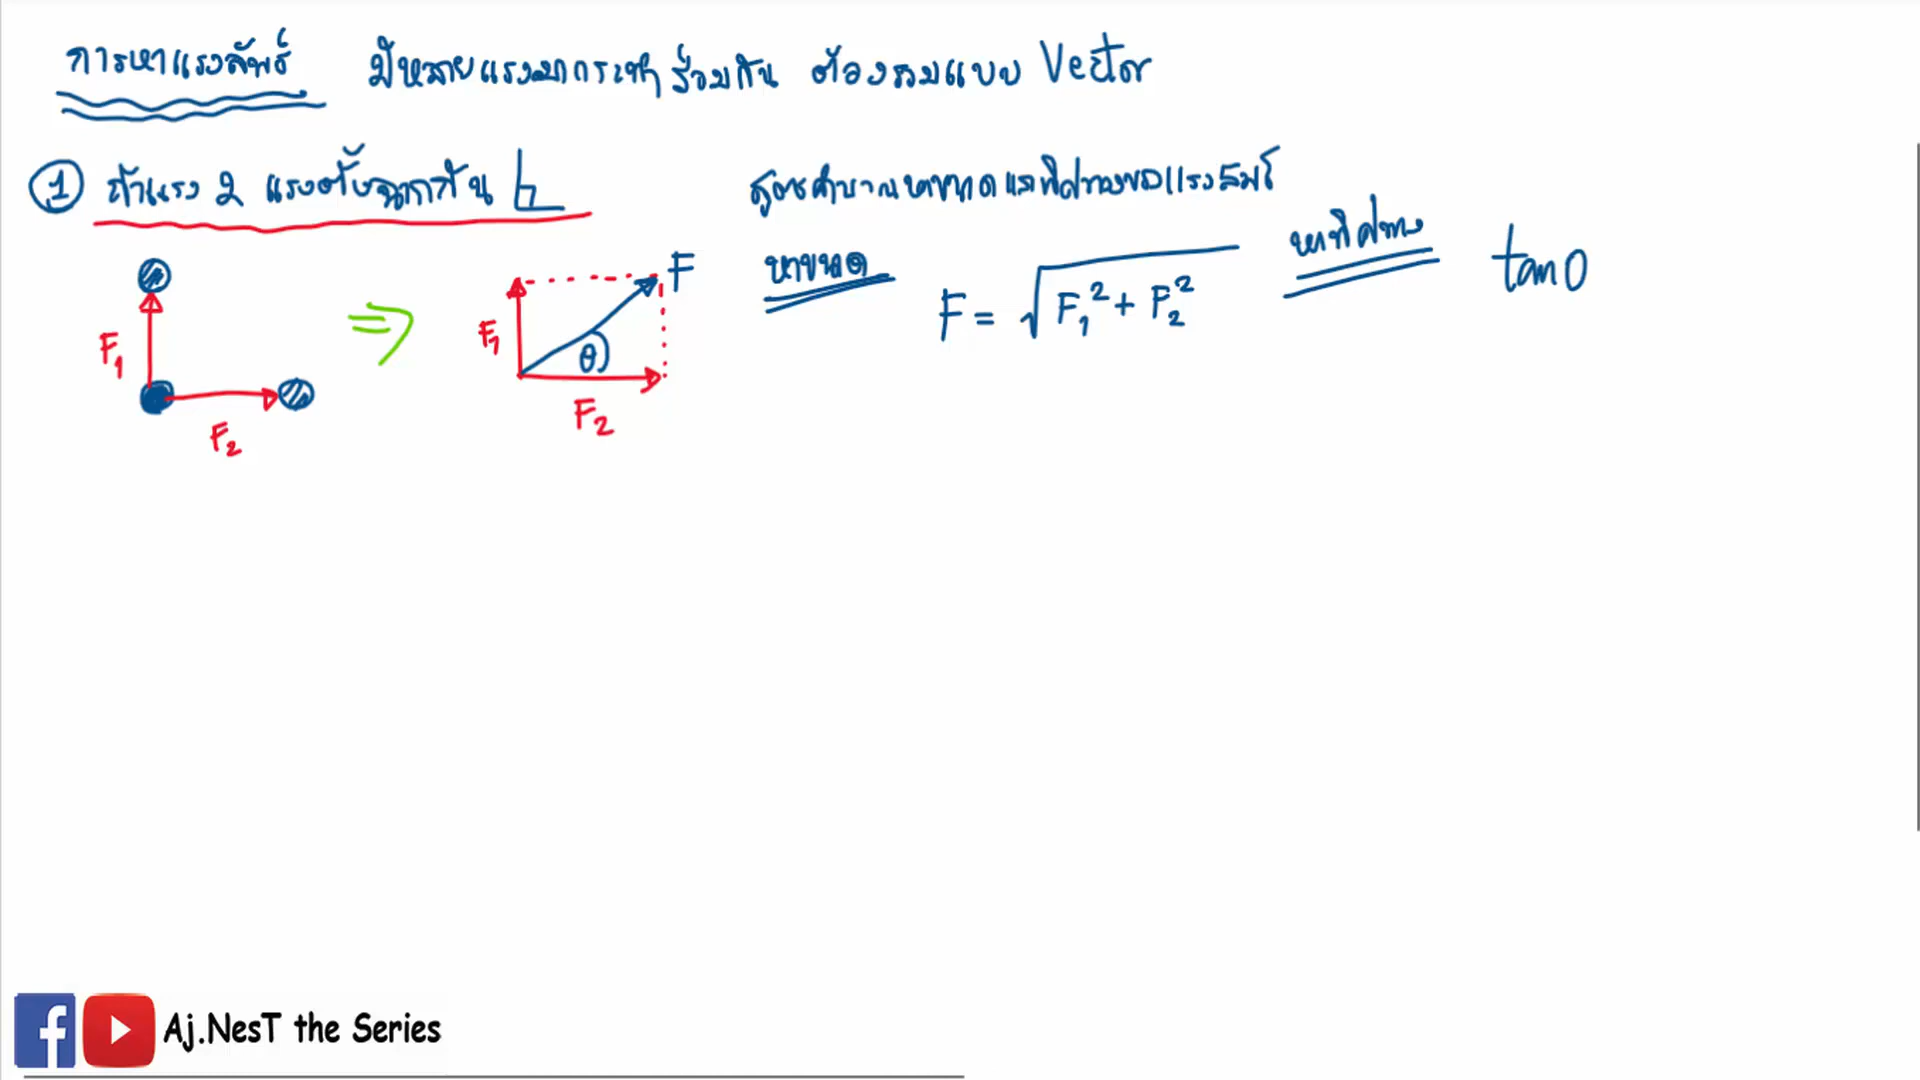 การหาแรงลัพธ์ มีหลายแรงมากระทำร่วมกัน ต้องรวมแบบ Vector
① ถ้าแรง 2 แรงตั้งฉากกัน
สูตรคำนวณหาขนาดและทิศทางของแรงลัพธ์
หาขนาด F = √F₁² + F₂² หาทิศทาง tan θ
F₁
F₂
⇒
F₁
F
θ
F₂
Aj.NesT the Series